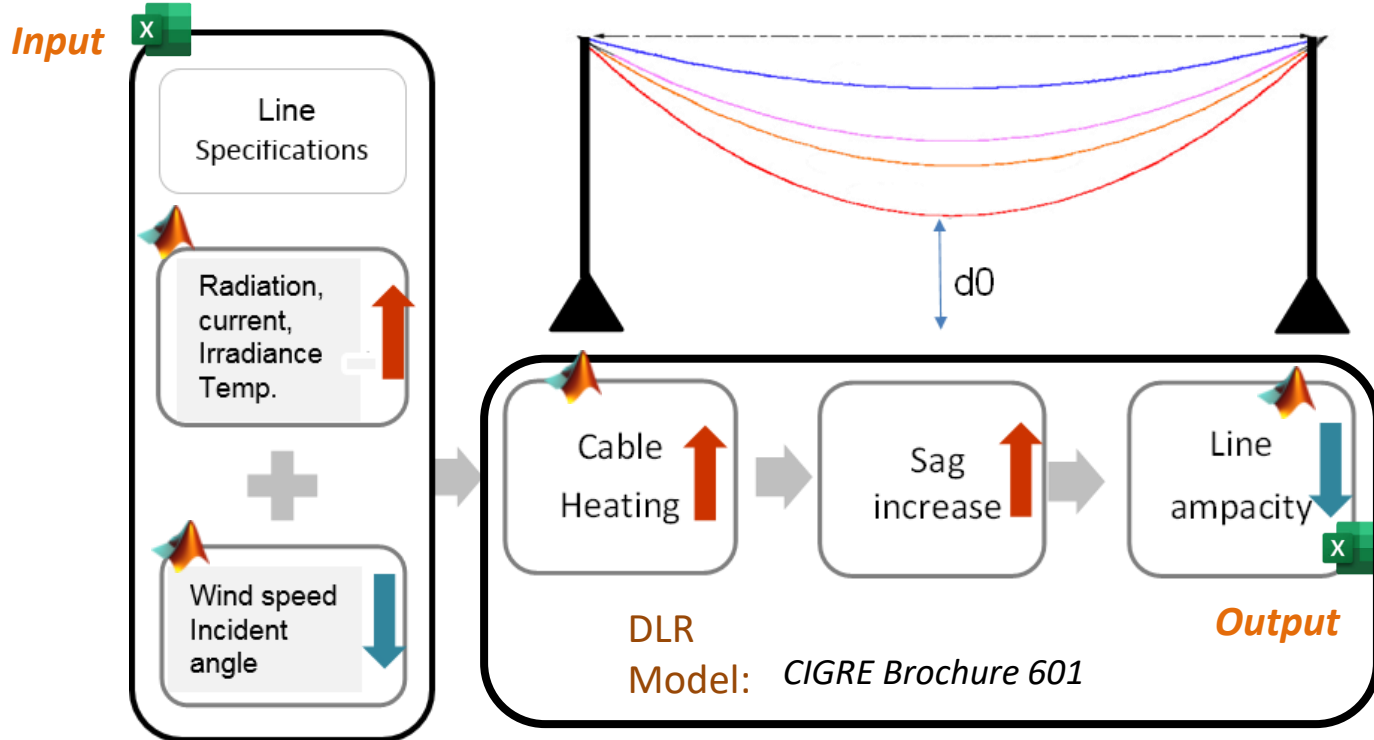 Input
X
Line
Specifications
Radiation,
current,
Irradiance
Temp.
Wind speed
Incident
angle
d0
Cable
Heating
Sag
increase
Line
ampacity
X
DLR
Model: CIGRE Brochure 601
Output